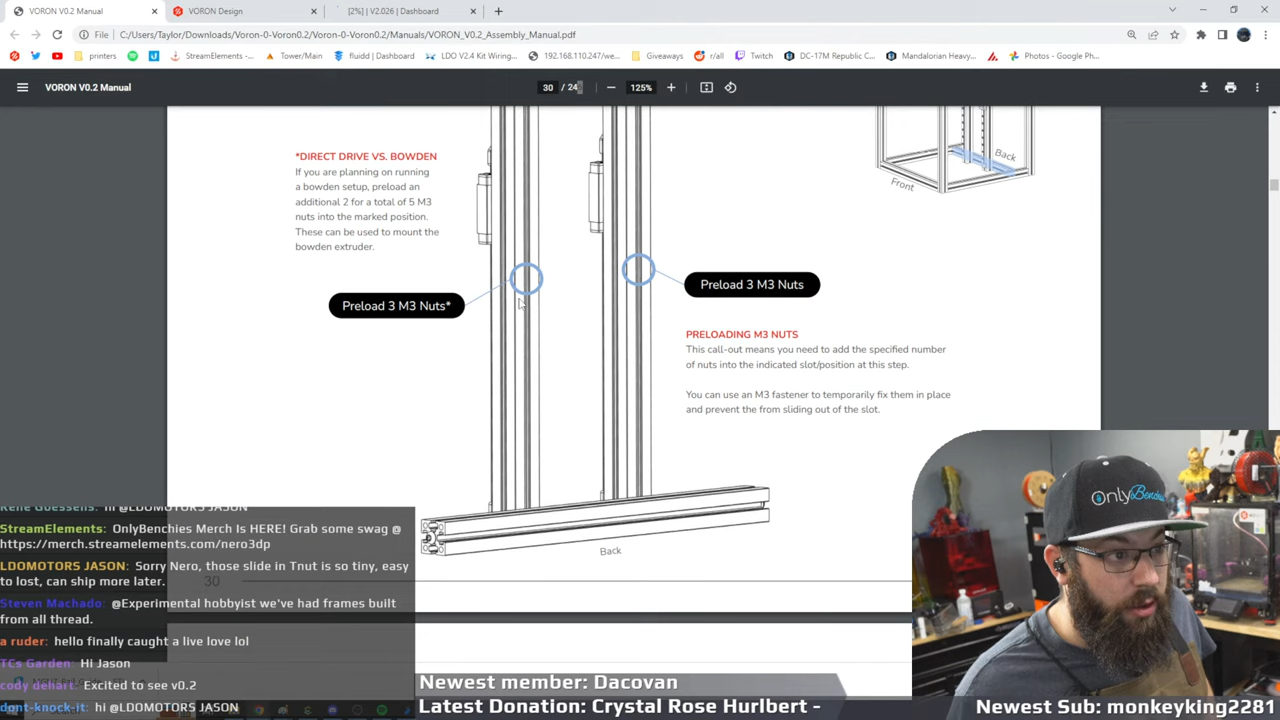 VORON V0.2 Manual
VORON Design
[2%] | V2.026 | Dashboard
File
C:/Users/Taylor/Downloads/Voron-0-Voron0.2/Voron-0-Voron0.2/Manuals/VORON_V0.2_Assembly_Manual.pdf
printers
StreamElements -
Tower/Main
fluidd | Dashboard
LDO V2.4 Kit Wiring...
192.168.110.247/we...
Giveaways
r/all
Twitch
DC-17M Republic C...
Mandalorian Heavy...
Photos - Google Ph...
VORON V0.2 Manual
30 / 24
125%
*DIRECT DRIVE VS. BOWDEN
If you are planning on running
a bowden setup, preload an
additional 2 for a total of 5 M3
nuts into the marked position.
These can be used to mount the
bowden extruder.
Back
Front
Preload 3 M3 Nuts*
Preload 3 M3 Nuts
PRELOADING M3 NUTS
This call-out means you need to add the specified number
of nuts into the indicated slot/position at this step.
You can use an M3 fastener to temporarily fix them in place
and prevent the from sliding out of the slot.
Back
30
Rene Goessens: hi @LDOMOTORS JASON
StreamElements: OnlyBenchies Merch Is HERE! Grab some swag @
https://merch.streamelements.com/nero3dp
LDOMOTORS JASON: Sorry Nero, those slide in Tnut is so tiny, easy
to lost, can ship more later.
Steven Machado: @Experimental hobbyist we've had frames built
from all thread.
a ruder: hello finally caught a live love lol
TCs Garden: Hi Jason
cody dehart: Excited to see v0.2
dont-knock-it: hi @LDOMOTORS JASON
OnlyBenchies
Newest member: Dacovan
Latest Donation: Crystal Rose Hurlbert -
Newest Sub: monkeyking2281